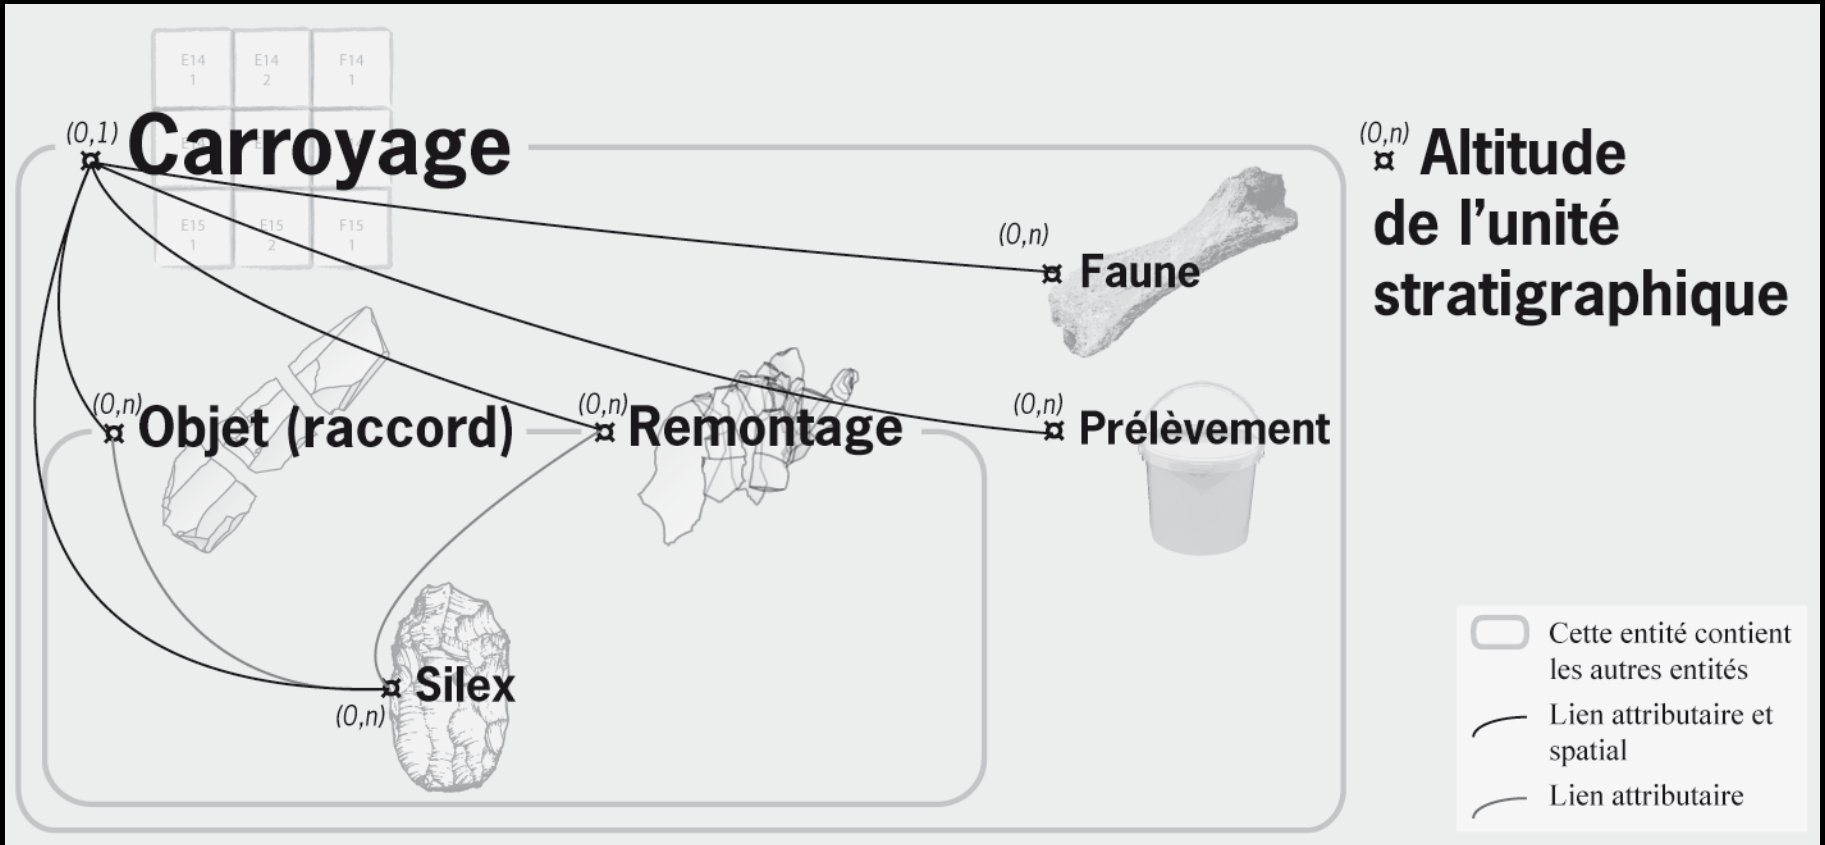 E14 E14 F14
1 2 1
(0,1) Carroyage
E15 E15 F15
1 2 1
(0,n) Altitude
de l'unité
stratigraphique
(0,n)
Faune
(0,n) Objet (raccord)
(0,n) Remontage
(0,n)
Prélèvement
Silex
(0,n)
Cette entité contient
les autres entités
Lien attributaire et
spatial
Lien attributaire